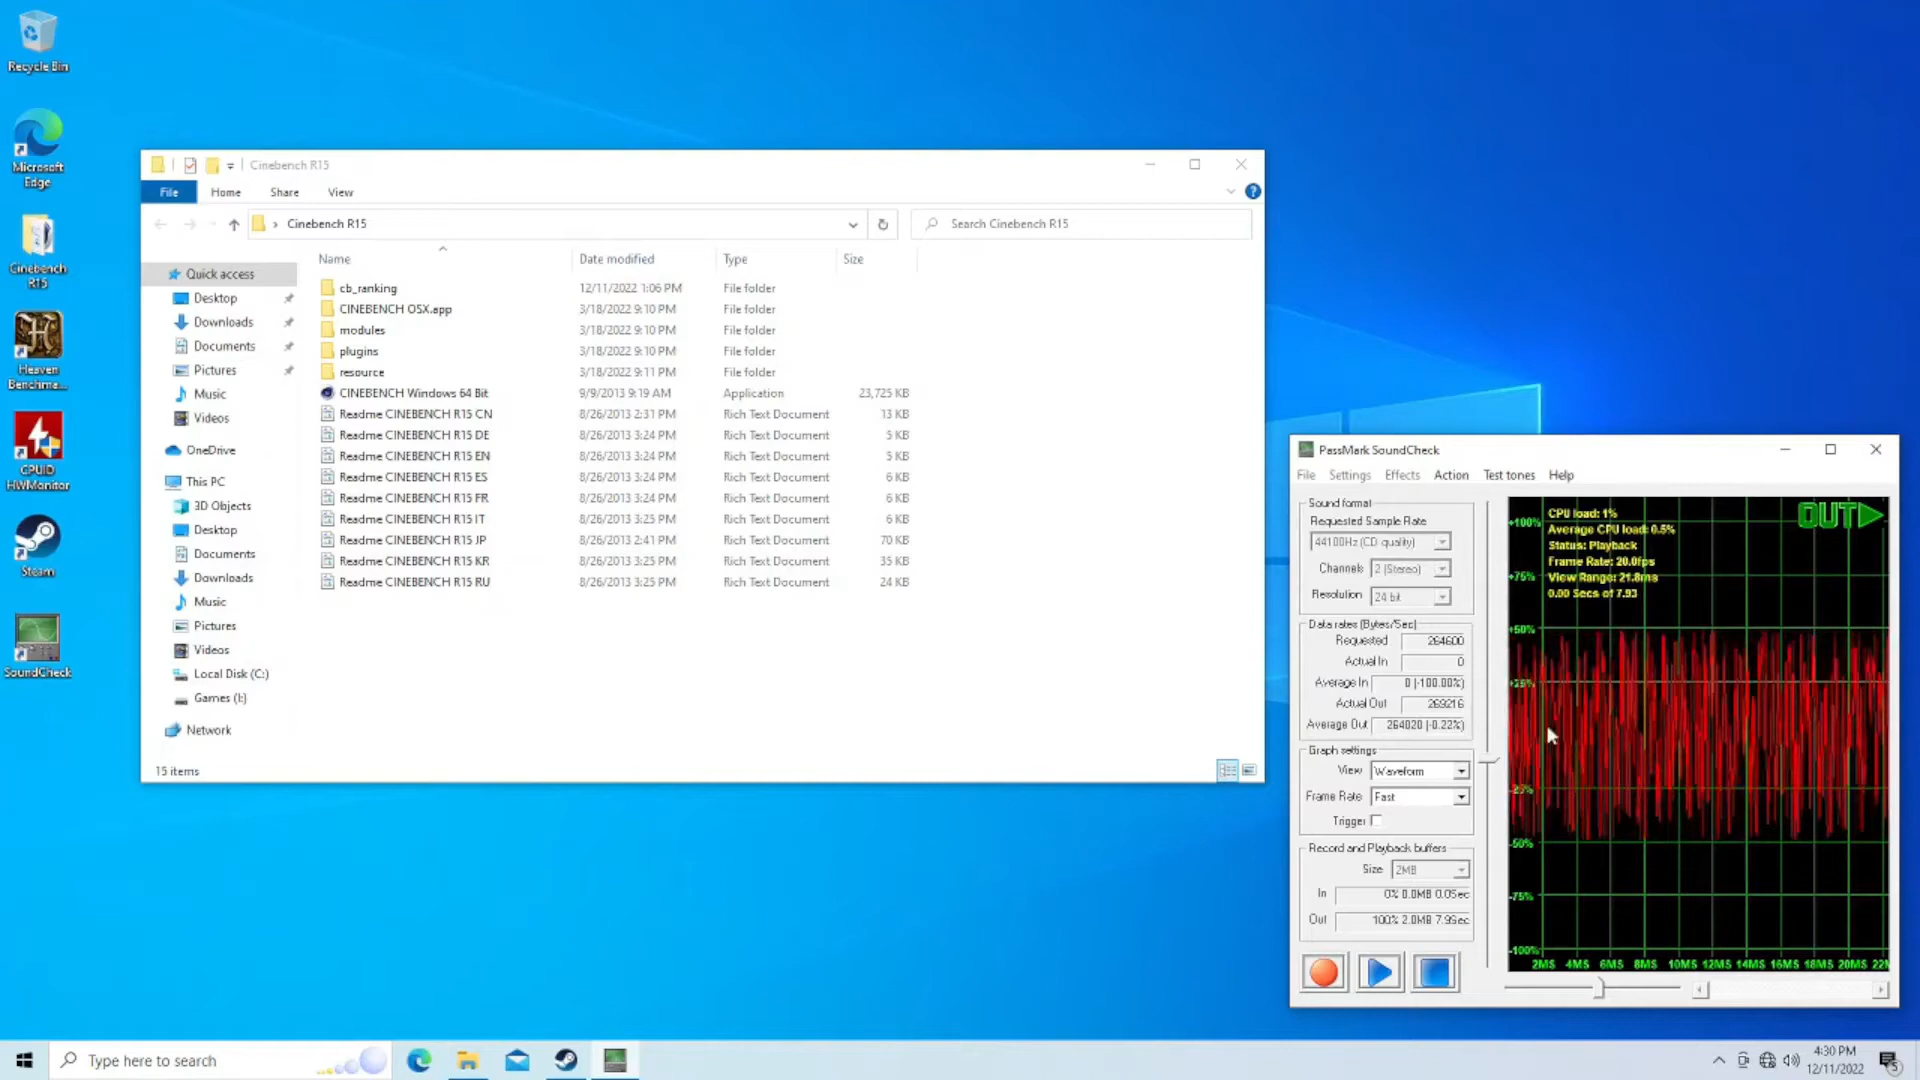 Recycle Bin
Microsoft
Edge
Cinebench
R15
Heaven
Benchma...
CPUID
HWMonitor
Steam
SoundCheck
Cinebench R15
File Home Share View
Cinebench R15
Search Cinebench R15
Quick access
Desktop
Downloads
Documents
Pictures
Music
Videos
OneDrive
This PC
3D Objects
Desktop
Documents
Downloads
Music
Pictures
Videos
Local Disk (C:)
Games (I:)
Network
Name Date modified Type Size
cb_ranking 12/11/2022 1:06 PM File folder
CINEBENCH OSX.app 3/18/2022 9:10 PM File folder
modules 3/18/2022 9:10 PM File folder
plugins 3/18/2022 9:10 PM File folder
resource 3/18/2022 9:11 PM File folder
CINEBENCH Windows 64 Bit 9/9/2013 9:19 AM Application 23,725 KB
Readme CINEBENCH R15 CN 8/26/2013 2:31 PM Rich Text Document 13 KB
Readme CINEBENCH R15 DE 8/26/2013 3:24 PM Rich Text Document 5 KB
Readme CINEBENCH R15 EN 8/26/2013 3:24 PM Rich Text Document 5 KB
Readme CINEBENCH R15 ES 8/26/2013 3:24 PM Rich Text Document 6 KB
Readme CINEBENCH R15 FR 8/26/2013 3:24 PM Rich Text Document 6 KB
Readme CINEBENCH R15 IT 8/26/2013 3:25 PM Rich Text Document 6 KB
Readme CINEBENCH R15 JP 8/26/2013 2:41 PM Rich Text Document 70 KB
Readme CINEBENCH R15 KR 8/26/2013 3:25 PM Rich Text Document 35 KB
Readme CINEBENCH R15 RU 8/26/2013 3:25 PM Rich Text Document 24 KB
15 items
PassMark SoundCheck
File Settings Effects Action Test tones Help
Sound format
Requested Sample Rate
44100Hz (CD quality)
Channels 2 (Stereo)
Resolution 24 bit
Data rates (Bytes/Sec)
Requested 264600
Actual In 0
Average In 0 (-100.00%)
Actual Out 269216
Average Out 264020 (-0.22%)
Graph settings
View Waveform
Frame Rate Fast
Trigger
Record and Playback buffers
Size 2MB
In 0% 0.0MB 0.0Sec
Out 100% 2.0MB 7.9Sec
CPU load: 1%
Average CPU load: 0.5%
Status: Playback
Frame Rate: 20.0fps
View Range: 21.8ms
0.00 Secs of 7.93
OUT
+100%
+75%
+50%
+25%
-25%
-50%
-75%
-100%
2MS 4MS 6MS 8MS 10MS 12MS 14MS 16MS 18MS 20MS 22M
Type here to search
4:30 PM
12/11/2022
5